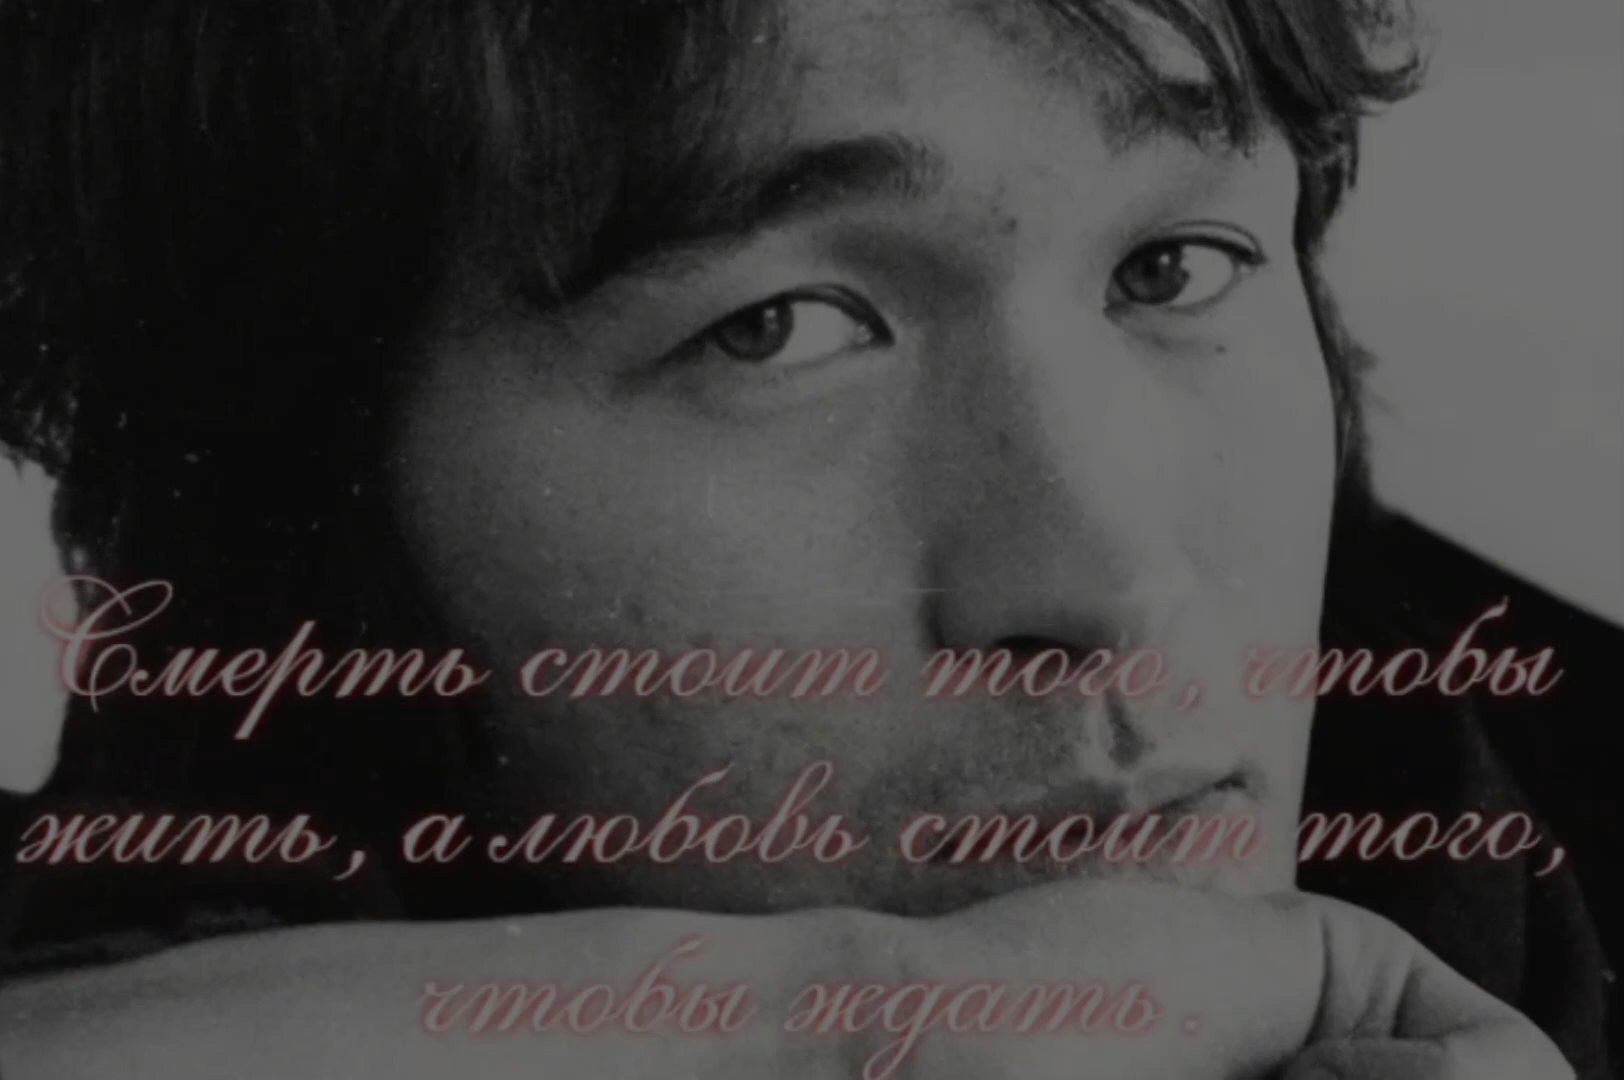 Смерть стоит того, чтобы
жить, а любовь стоит того,
чтобы ждать.